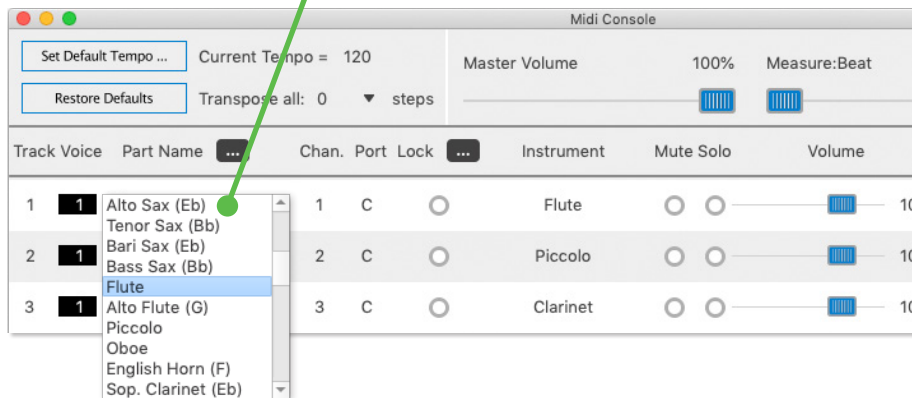 Midi Console
Set Default Tempo ... Current Tempo = 120 Master Volume 100% Measure:Beat
Restore Defaults Transpose all: 0 ▼ steps
Track Voice Part Name ... Chan. Port Lock ... Instrument Mute Solo Volume
1 1 Alto Sax (Eb) 1 C Flute 10
Tenor Sax (Bb)
2 1 Bari Sax (Eb) 2 C Piccolo 10
Bass Sax (Bb)
Flute
3 1 Alto Flute (G) 3 C Clarinet 10
Piccolo
Oboe
English Horn (F)
Sop. Clarinet (Eb)